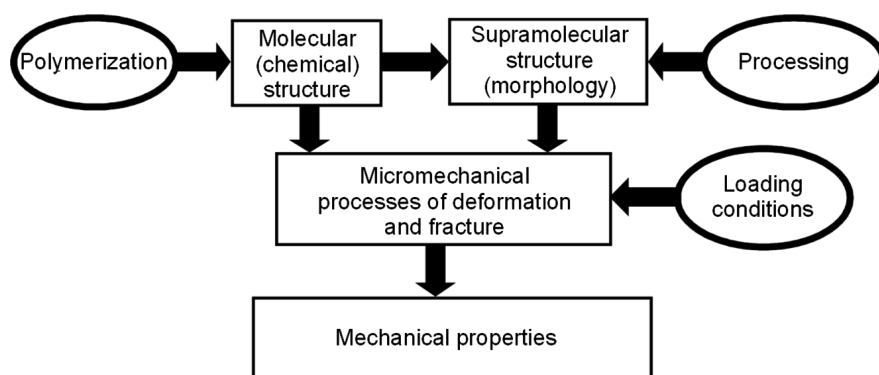 Polymerization
Molecular
(chemical)
structure
Supramolecular
structure
(morphology)
Processing
Micromechanical
processes of deformation
and fracture
Loading
conditions
Mechanical properties